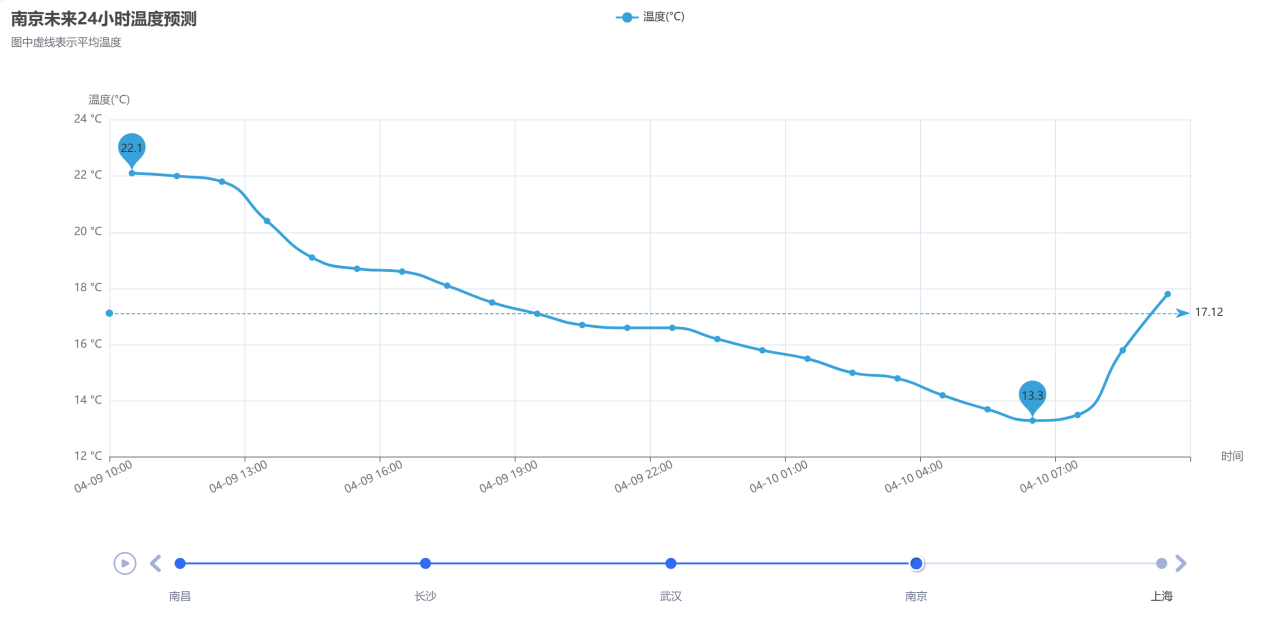 南京未来24小时温度预测
温度(°C)
图中虚线表示平均温度
温度(°C)
24 °C
22.1
22 °C
20 °C
18 °C
17.12
16 °C
14 °C
13.3
12 °C
时间
04-09 10:00
04-09 13:00
04-09 16:00
04-09 19:00
04-09 22:00
04-10 01:00
04-10 04:00
04-10 07:00
南昌
长沙
武汉
南京
上海